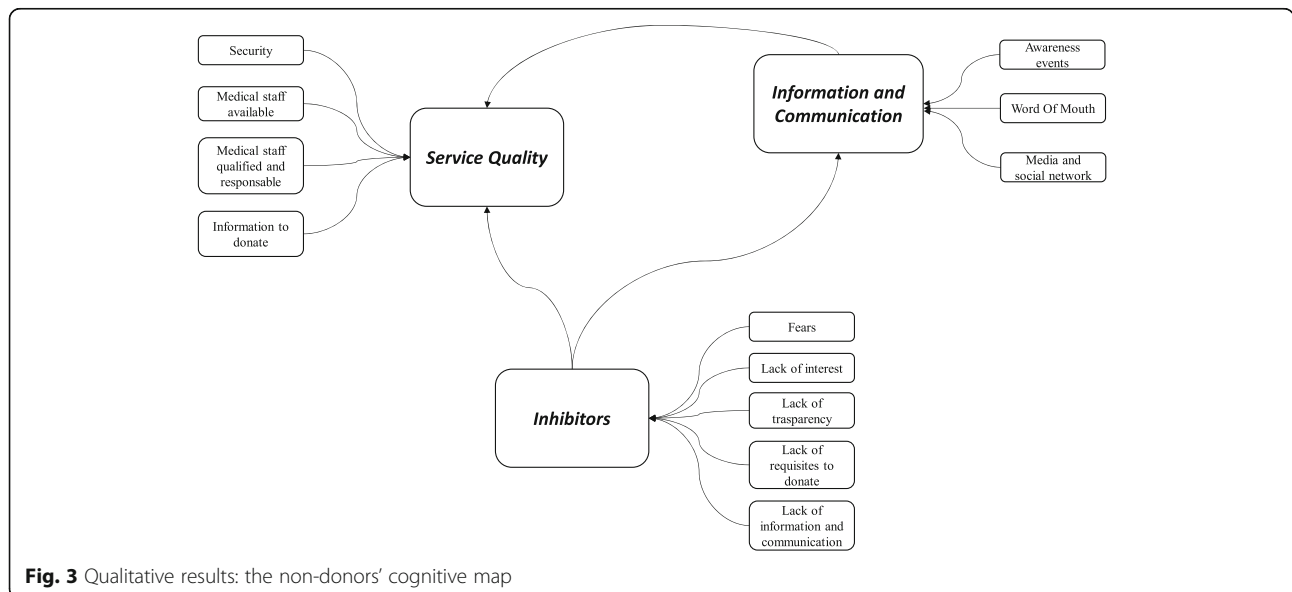 Security
Medical staff
available
Medical staff
qualified and
responsable
Information to
donate
Service Quality
Information and
Communication
Awareness
events
Word Of Mouth
Media and
social network
Inhibitors
Fears
Lack of interest
Lack of
trasparency
Lack of
requisites to
donate
Lack of
information and
communication
Fig. 3 Qualitative results: the non-donors’ cognitive map